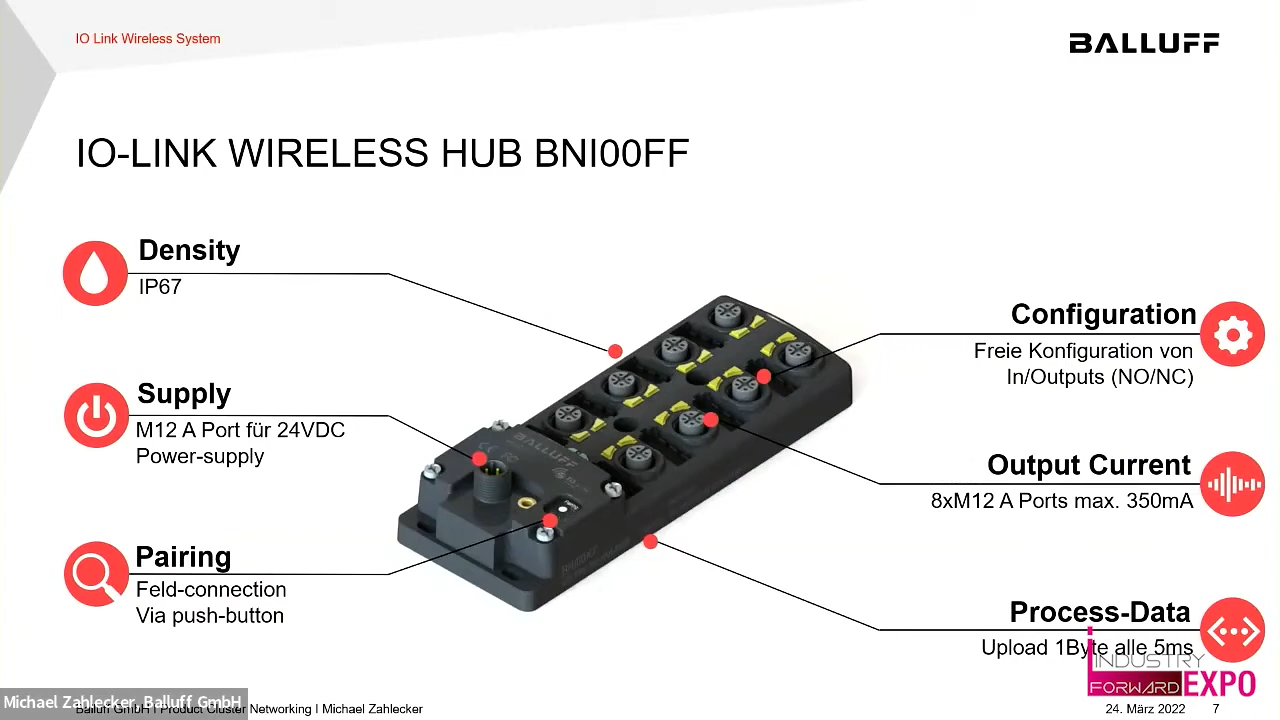 IO Link Wireless System
BALLUFF
IO-LINK WIRELESS HUB BNI00FF
Density
IP67
Supply
M12 A Port für 24VDC
Power-supply
Pairing
Feld-connection
Via push-button
Configuration
Freie Konfiguration von
In/Outputs (NO/NC)
Output Current
8xM12 A Ports max. 350mA
Process-Data
Upload 1Byte alle 5ms
BALLUFF
INDUSTRY
FORWARD EXPO
Michael Zahlecker, Balluff GmbH
Balluff GmbH I Product Cluster Networking I Michael Zahlecker
24. März 2022
7